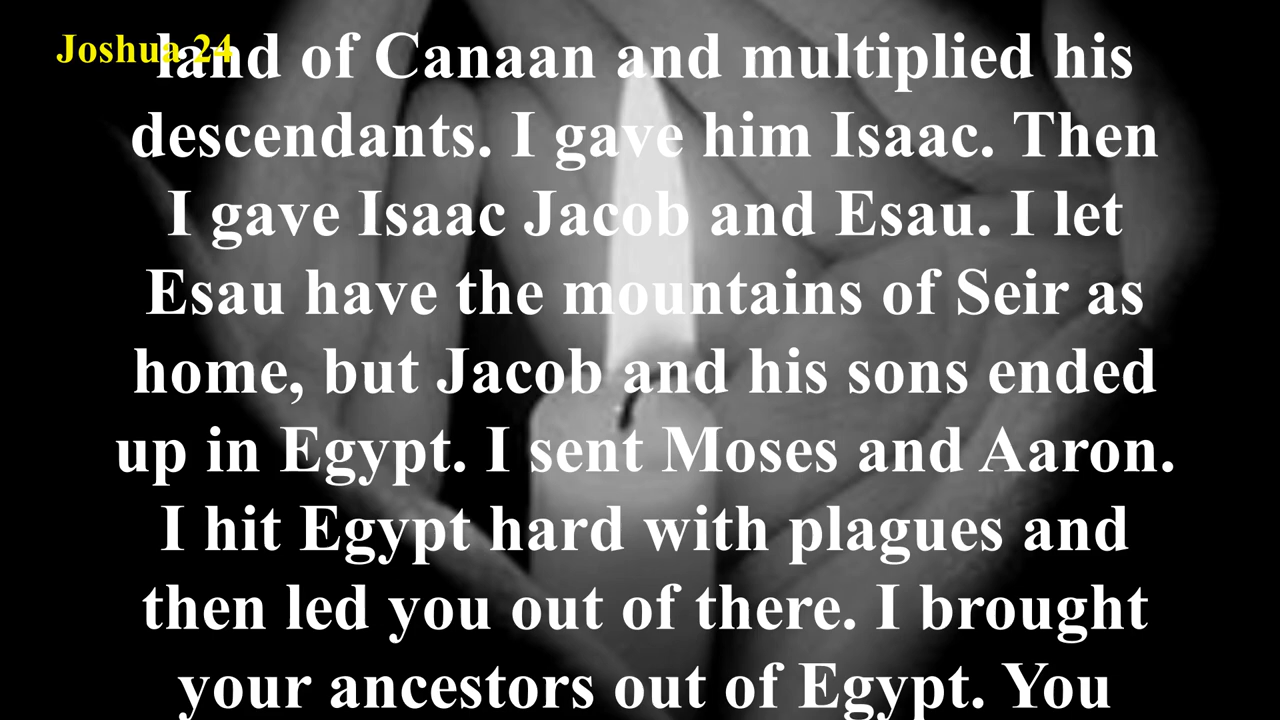 Joshua 24
land of Canaan and multiplied his
descendants. I gave him Isaac. Then
I gave Isaac Jacob and Esau. I let
Esau have the mountains of Seir as
home, but Jacob and his sons ended
up in Egypt. I sent Moses and Aaron.
I hit Egypt hard with plagues and
then led you out of there. I brought
your ancestors out of Egypt. You